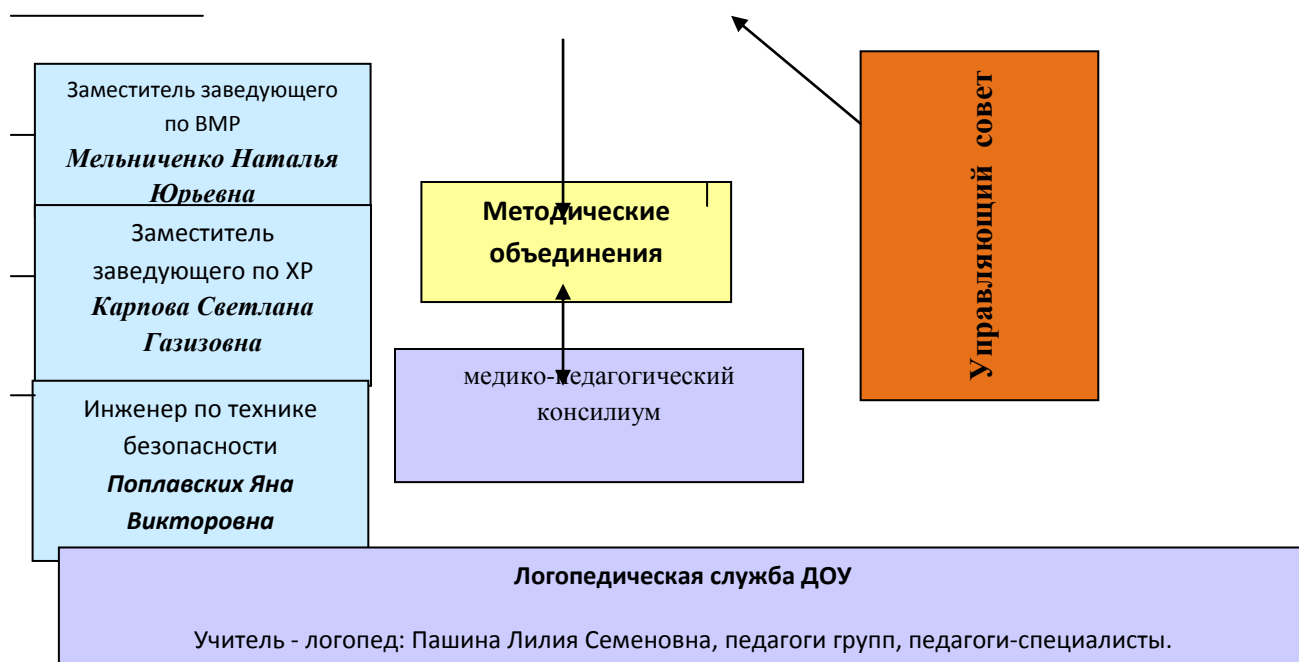 Заместитель заведующего
по ВМР
Мельниченко Наталья
Юрьевна
Заместитель
заведующего по ХР
Карпова Светлана
Газизовна
Инженер по технике
безопасности
Поплавских Яна
Викторовна
Методические
объединения
медико-педагогический
консилиум
Управляющий совет
Логопедическая служба ДОУ
Учитель - логопед: Пашина Лилия Семеновна, педагоги групп, педагоги-специалисты.